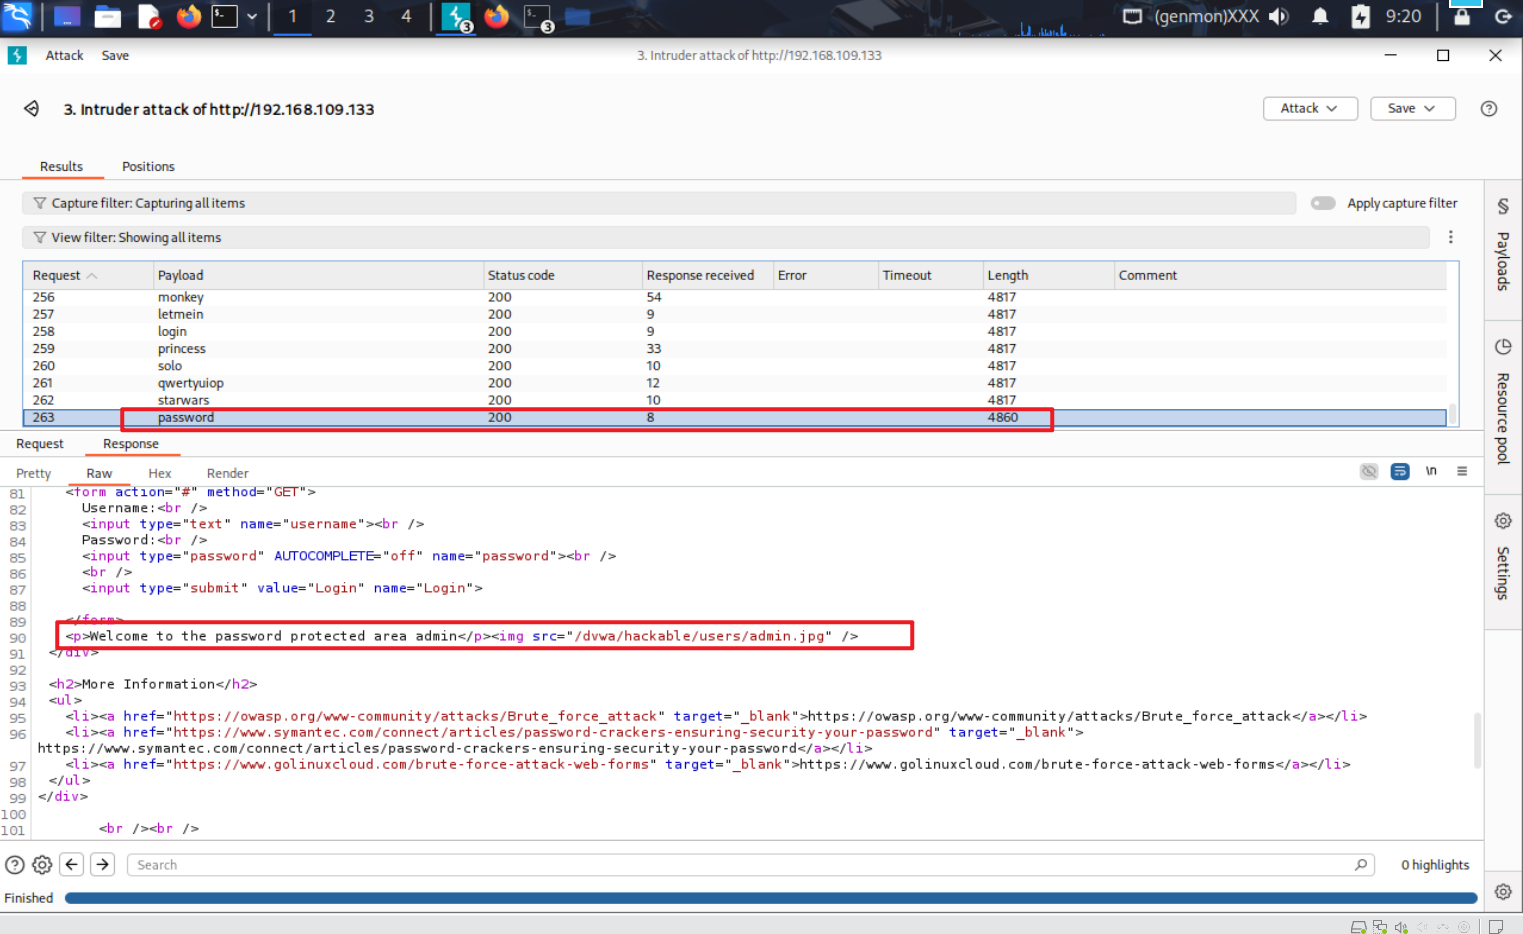 1 2 3 4 3 3 (genmon)XXX 9:20
Attack Save 3. Intruder attack of http://192.168.109.133
3. Intruder attack of http://192.168.109.133 Attack Save
Results Positions
Capture filter: Capturing all items Apply capture filter
View filter: Showing all items
Request Payload Status code Response received Error Timeout Length Comment
256 monkey 200 54 4817
257 letmein 200 9 4817
258 login 200 9 4817
259 princess 200 33 4817
260 solo 200 10 4817
261 qwertyuiop 200 12 4817
262 starwars 200 10 4817
263 password 200 8 4860
Payloads
Resource pool
Settings
Request Response
Pretty Raw Hex Render \n
81 <form action="#" method="GET">
82 Username:<br />
83 <input type="text" name="username"><br />
84 Password:<br />
85 <input type="password" AUTOCOMPLETE="off" name="password"><br />
86 <br />
87 <input type="submit" value="Login" name="Login">
88
89 </form>
90 <p>Welcome to the password protected area admin</p><img src="/dvwa/hackable/users/admin.jpg" />
91 </div>
92
93 <h2>More Information</h2>
94 <ul>
95 <li><a href="https://owasp.org/www-community/attacks/Brute_force_attack" target="_blank">https://owasp.org/www-community/attacks/Brute_force_attack</a></li>
96 <li><a href="https://www.symantec.com/connect/articles/password-crackers-ensuring-security-your-password" target="_blank">
https://www.symantec.com/connect/articles/password-crackers-ensuring-security-your-password</a></li>
97 <li><a href="https://www.golinuxcloud.com/brute-force-attack-web-forms" target="_blank">https://www.golinuxcloud.com/brute-force-attack-web-forms</a></li>
98 </ul>
99 </div>
100
101 <br /><br />
Search 0 highlights
Finished